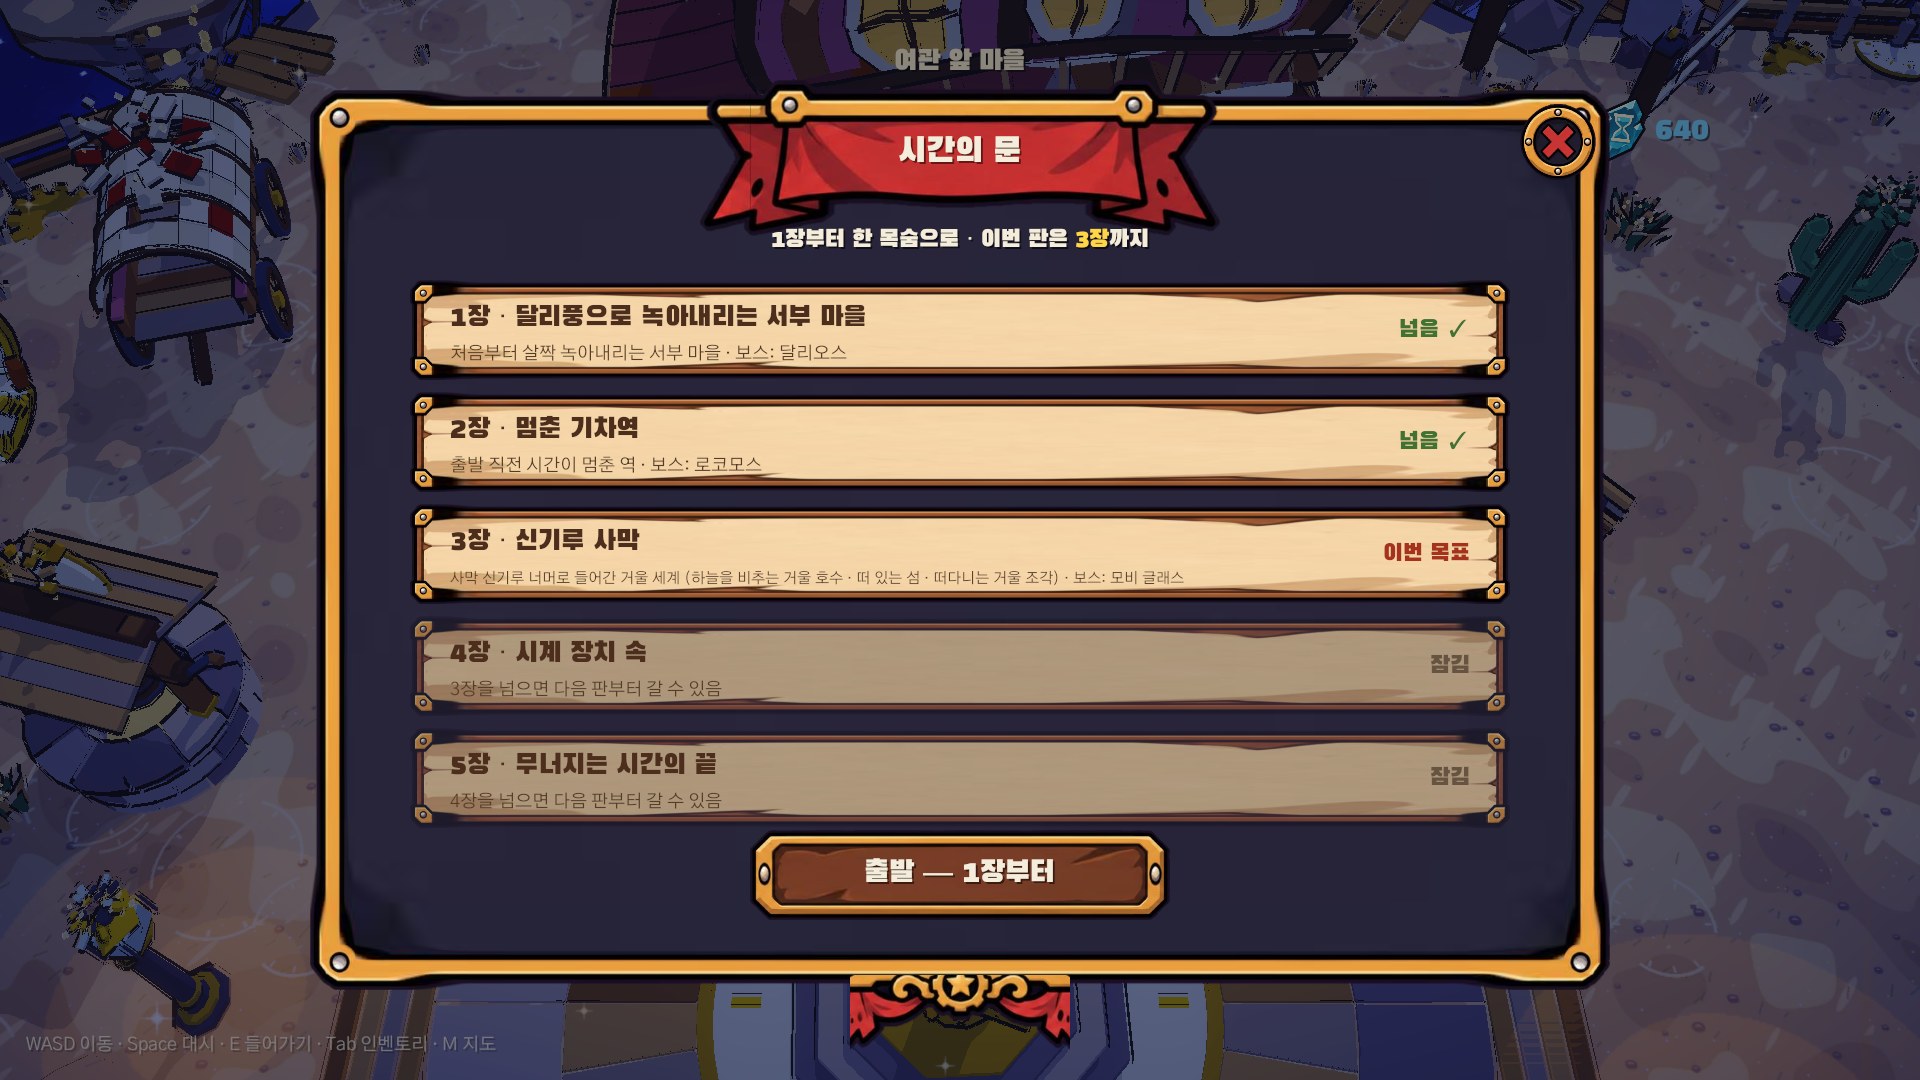 여관 앞 마을
640
시간의 문
1장부터 한 목숨으로 · 이번 판은 3장까지
1장 · 달리풍으로 녹아내리는 서부 마을
처음부터 살짝 녹아내리는 서부 마을 · 보스: 달리오스
넘음 ✓
2장 · 멈춘 기차역
출발 직전 시간이 멈춘 역 · 보스: 로코모스
넘음 ✓
3장 · 신기루 사막
사막 신기루 너머로 들어간 거울 세계 (하늘을 비추는 거울 호수 · 떠 있는 섬 · 떠다니는 거울 조각) · 보스: 모비 글래스
이번 목표
4장 · 시계 장치 속
3장을 넘으면 다음 판부터 갈 수 있음
잠김
5장 · 무너지는 시간의 끝
4장을 넘으면 다음 판부터 갈 수 있음
잠김
출발 — 1장부터
WASD 이동 · Space 대시 · E 들어가기 · Tab 인벤토리 · M 지도